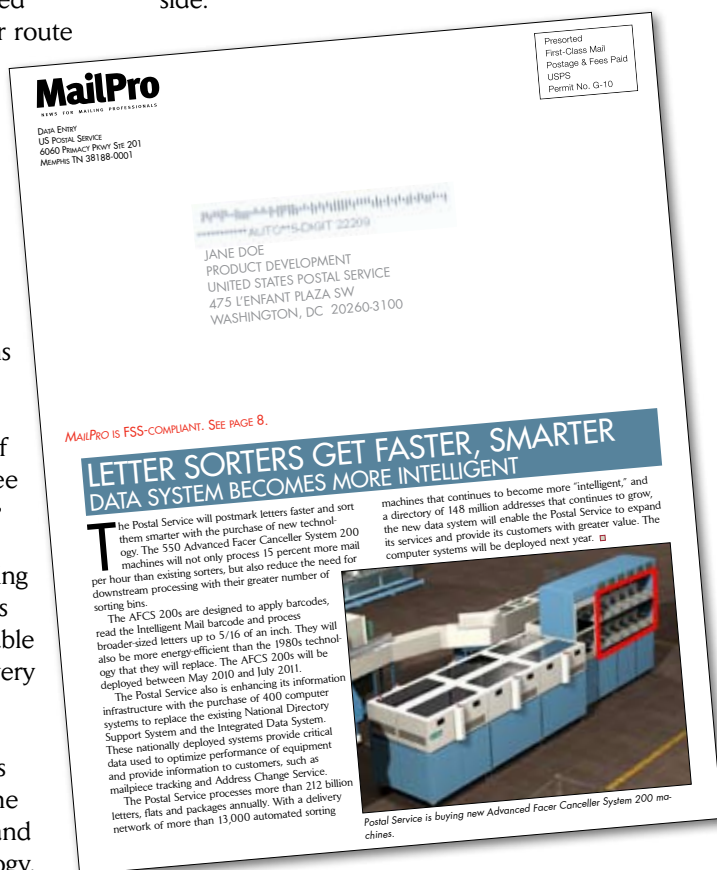 side.
r route
MailPro
NEWS FOR MAILING PROFESSIONALS
DATA ENTRY
US POSTAL SERVICE
6060 PRIMACY PKWY STE 201
MEMPHIS TN 38188-0001
Presorted
First-Class Mail
Postage & Fees Paid
USPS
Permit No. G-10
*********** AUTO**5-DIGIT 22209
JANE DOE
PRODUCT DEVELOPMENT
UNITED STATES POSTAL SERVICE
475 L'ENFANT PLAZA SW
WASHINGTON, DC 20260-3100
MAILPRO IS FSS-COMPLIANT. SEE PAGE 8.
LETTER SORTERS GET FASTER, SMARTER
DATA SYSTEM BECOMES MORE INTELLIGENT
The Postal Service will postmark letters faster and sort
them smarter with the purchase of new technol-
ogy. The 550 Advanced Facer Canceller System 200
machines will not only process 15 percent more mail
per hour than existing sorters, but also reduce the need for
downstream processing with their greater number of
sorting bins.
The AFCS 200s are designed to apply barcodes,
read the Intelligent Mail barcode and process
broader-sized letters up to 5/16 of an inch. They will
also be more energy-efficient than the 1980s technol-
ogy that they will replace. The AFCS 200s will be
deployed between May 2010 and July 2011.
The Postal Service also is enhancing its information
infrastructure with the purchase of 400 computer
systems to replace the existing National Directory
Support System and the Integrated Data System.
These nationally deployed systems provide critical
data used to optimize performance of equipment
and provide information to customers, such as
mailpiece tracking and Address Change Service.
The Postal Service processes more than 212 billion
letters, flats and packages annually. With a delivery
network of more than 13,000 automated sorting
machines that continues to become more "intelligent," and
a directory of 148 million addresses that continues to grow,
the new data system will enable the Postal Service to expand
its services and provide its customers with greater value. The
computer systems will be deployed next year.
Postal Service is buying new Advanced Facer Canceller System 200 ma-
chines.